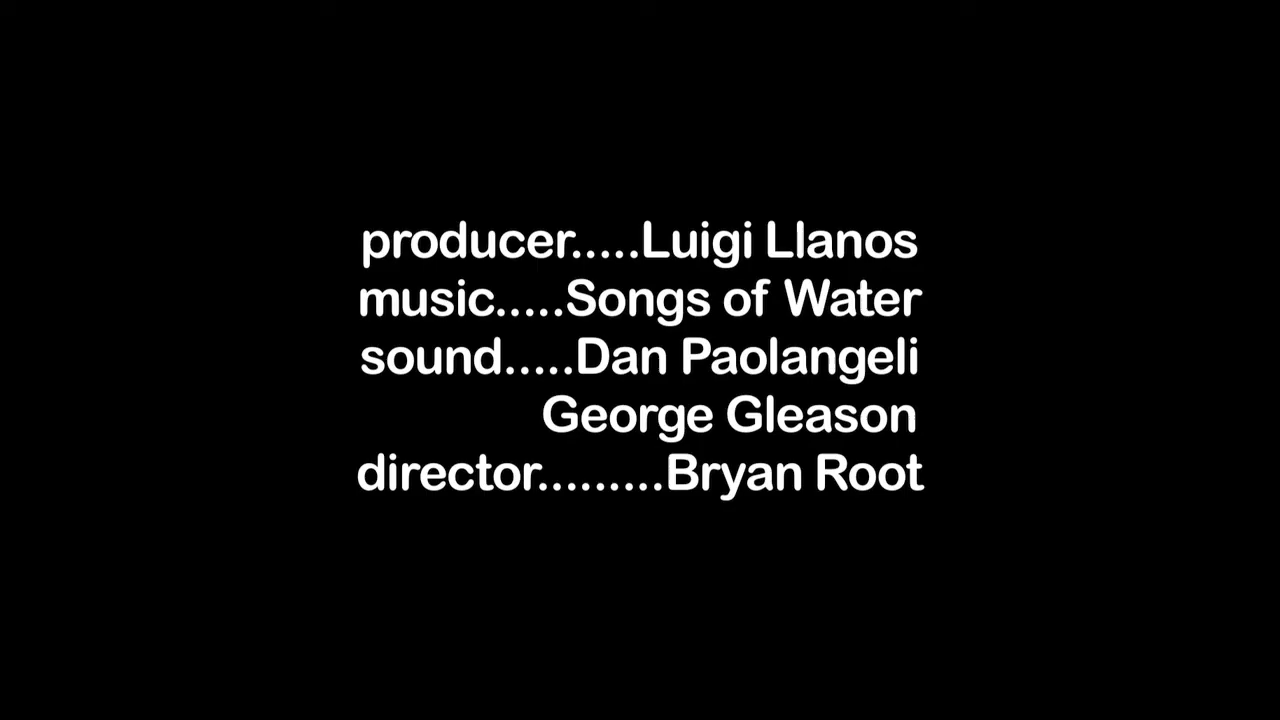 producer.....Luigi Llanos
music.....Songs of Water
sound.....Dan Paolangeli
George Gleason
director.........Bryan Root